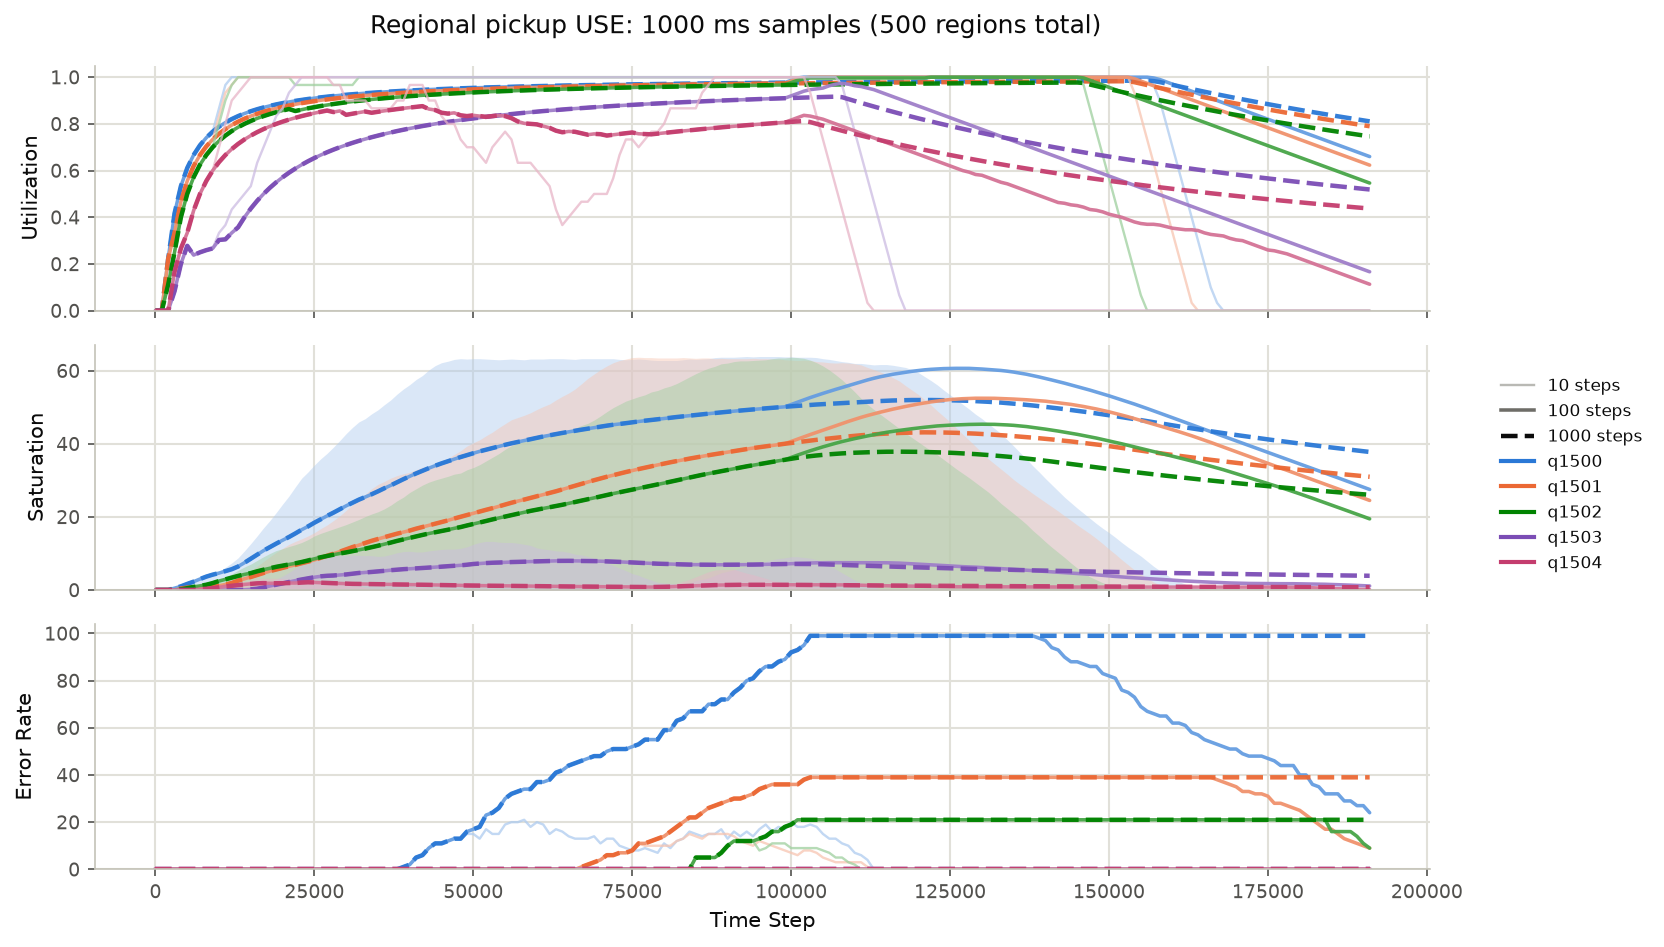 Regional pickup USE: 1000 ms samples (500 regions total)
Utilization
1.0
0.8
0.6
0.4
0.2
0.0
Saturation
60
40
20
0
10 steps
100 steps
1000 steps
q1500
q1501
q1502
q1503
q1504
Error Rate
100
80
60
40
20
0
0 25000 50000 75000 100000 125000 150000 175000 200000
Time Step